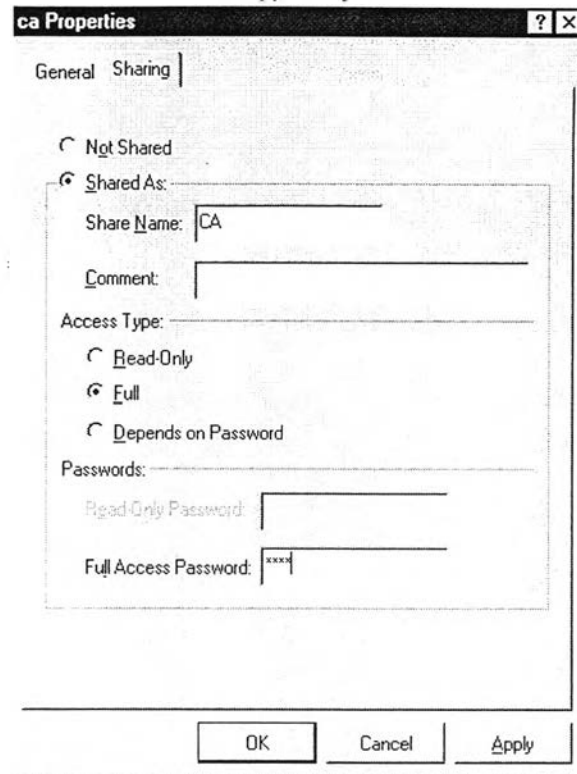 ca Properties
General Sharing
Not Shared
Shared As:
Share Name: CA
Comment:
Access Type:
Read-Only
Full
Depends on Password
Passwords:
Read-Only Password:
Full Access Password: xxxx
OK Cancel Apply